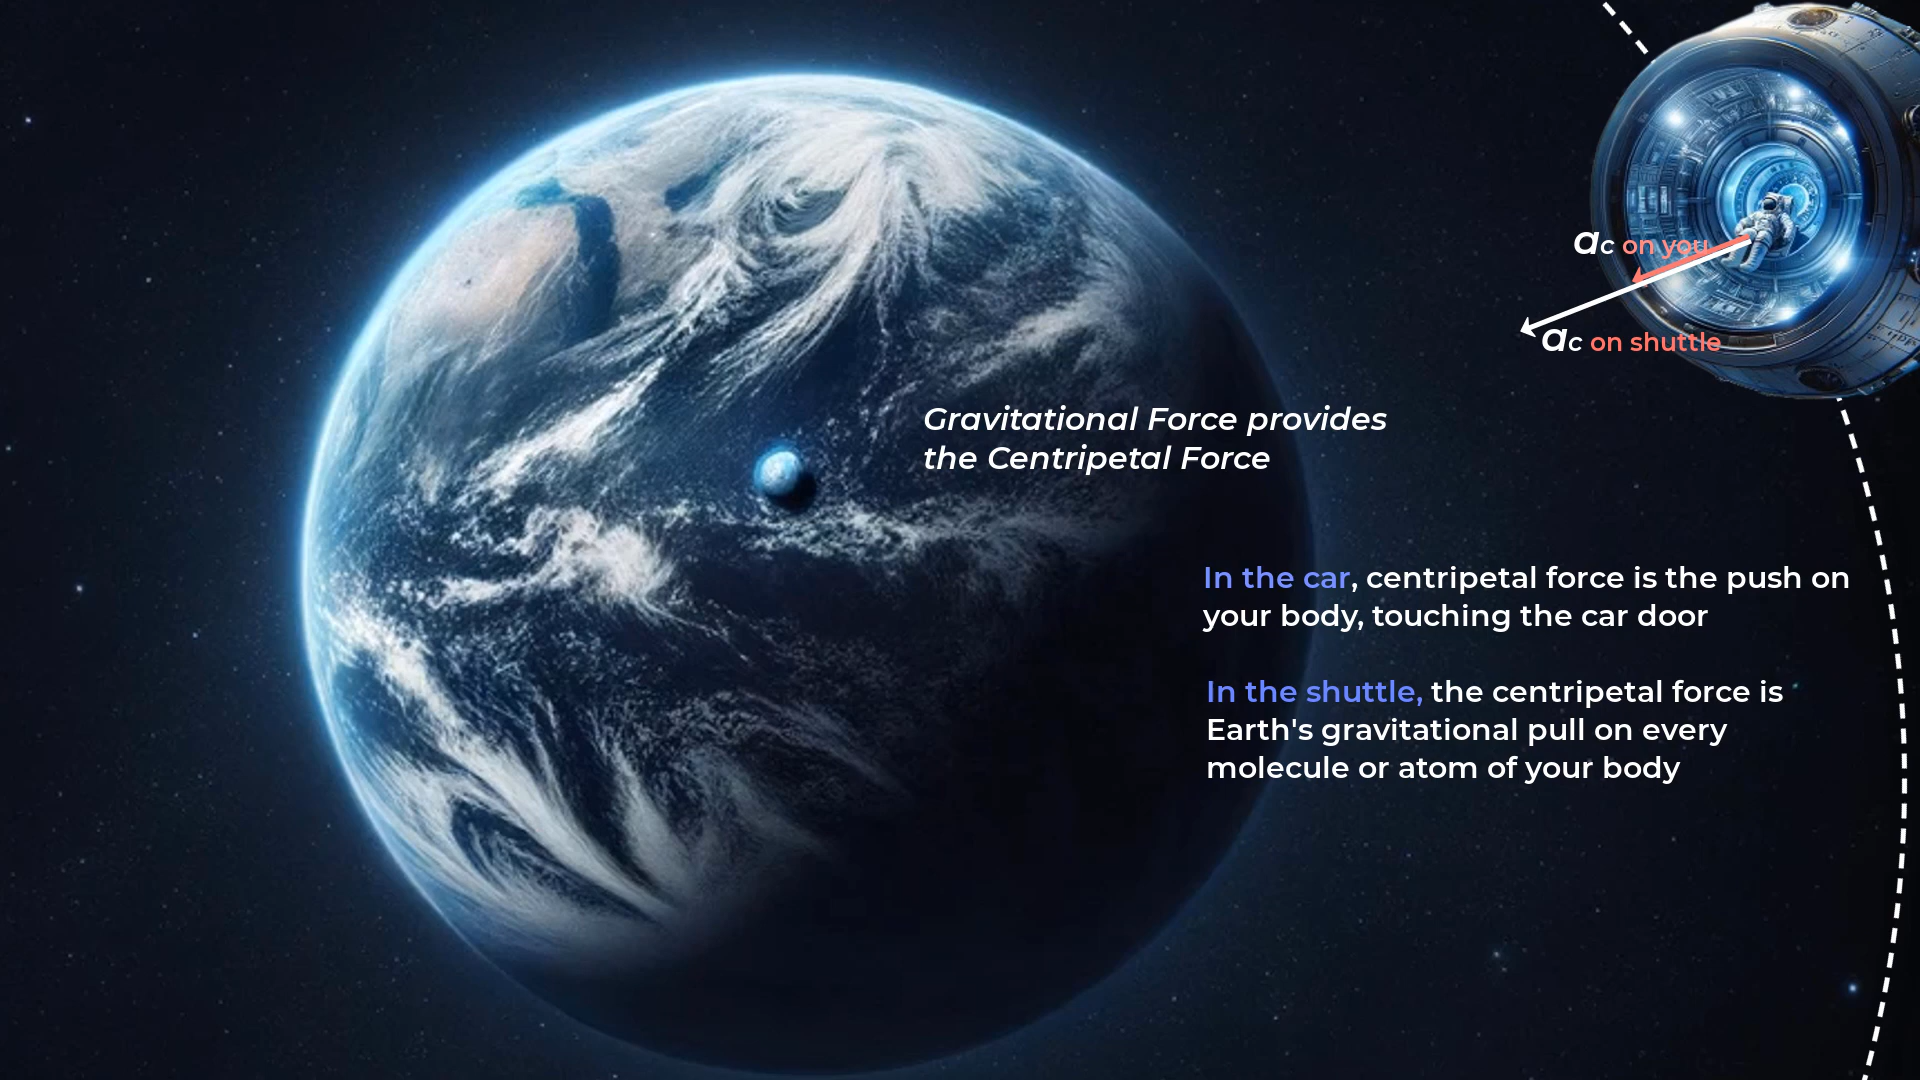 ac on you
ac on shuttle
Gravitational Force provides
the Centripetal Force
In the car, centripetal force is the push on
your body, touching the car door
In the shuttle, the centripetal force is
Earth's gravitational pull on every
molecule or atom of your body